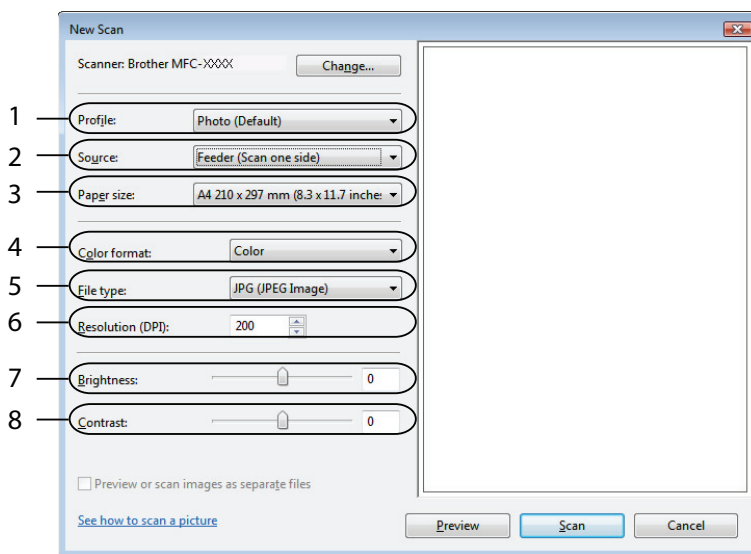 New Scan
Scanner: Brother MFC-XXXX Change...
1 Profile: Photo (Default)
2 Source: Feeder (Scan one side)
3 Paper size: A4 210 x 297 mm (8.3 x 11.7 inche
4 Color format: Color
5 File type: JPG (JPEG Image)
6 Resolution (DPI): 200
7 Brightness: 0
8 Contrast: 0
Preview or scan images as separate files
See how to scan a picture
Preview Scan Cancel